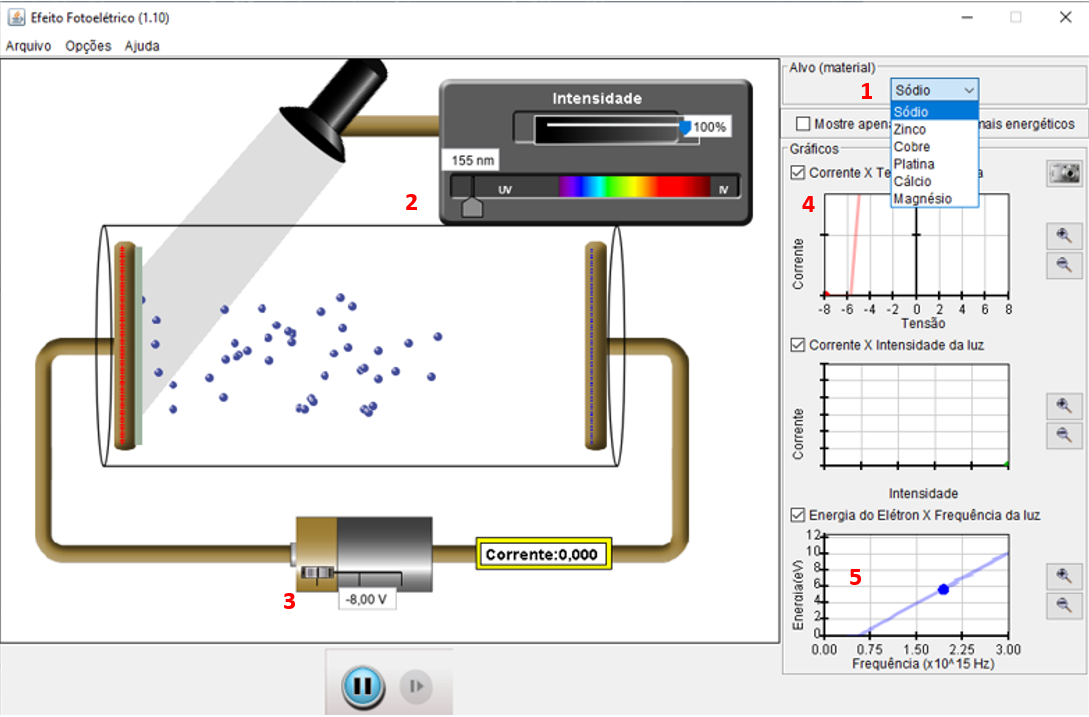 Efeito Fotoelétrico (1.10)
Arquivo Opções Ajuda
Intensidade
100%
155 nm
UV
IV
2
Corrente:0,000
3
-8,00 V
Alvo (material)
1
Sódio
Sódio
Zinco
Cobre
Platina
Cálcio
Magnésio
Mostre apena
mais energéticos
Gráficos
Corrente X Te
a
4
Corrente
-8 -6 -4 -2 0 2 4 6 8
Tensão
Corrente X Intensidade da luz
Corrente
Intensidade
Energia do Elétron X Frequência da luz
12
10
8
6
4
2
0
5
Energia(eV)
0.00 0.75 1.50 2.25 3.00
Frequência (x10^15 Hz)